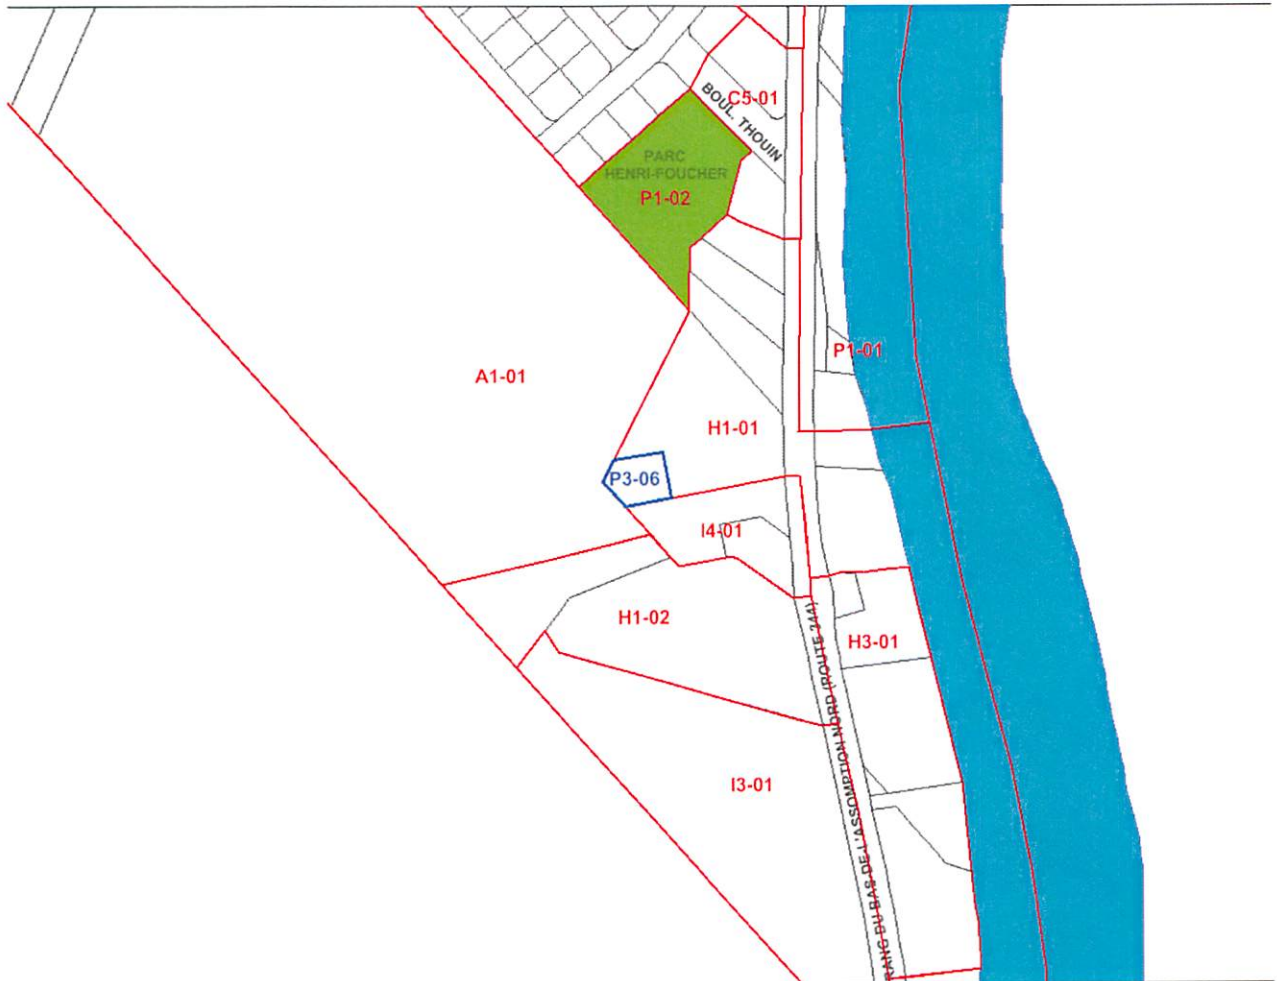 C5-01
BOUL. THOUIN
PARC
HENRI-FOUCHER
P1-02
P1-01
A1-01
H1-01
P3-06
I4-01
H1-02
H3-01
I3-01
RANG DU BAS-DE-L'ASSOMPTION NORD (ROUTE 344)